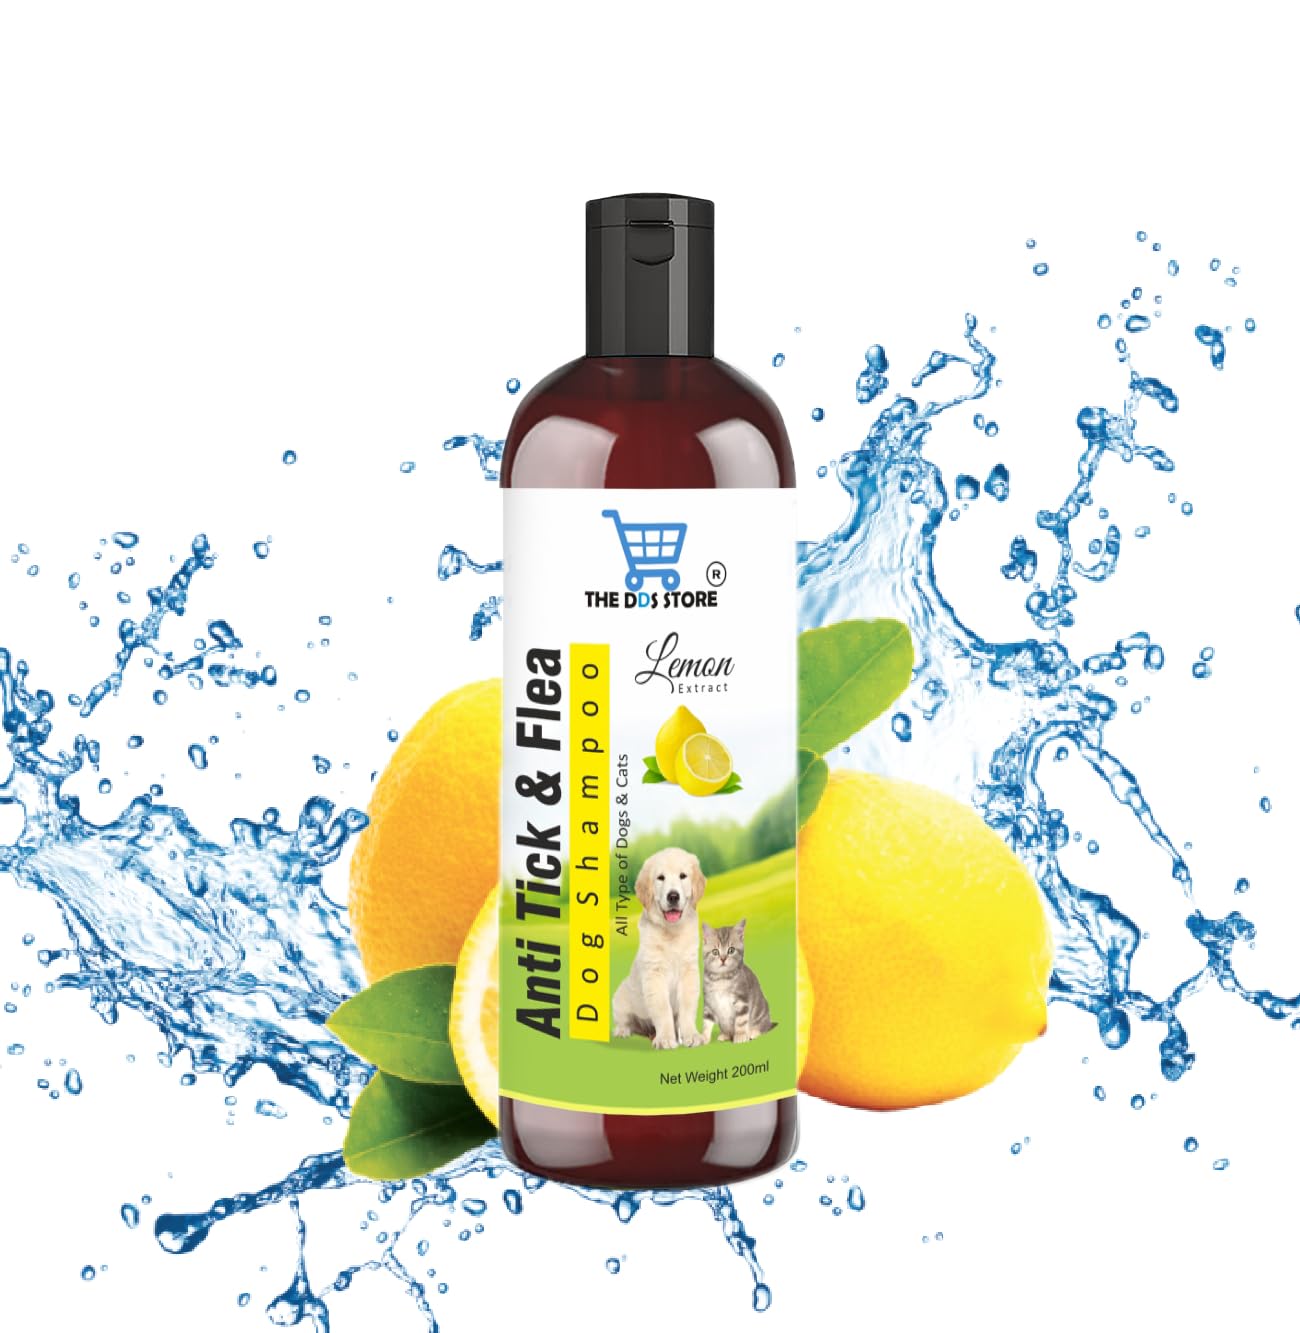 ®
THE DDS STORE
Lemon
Extract
Anti Tick & Flea
Dog Shampoo
All Type of Dogs & Cats
Net Weight 200ml